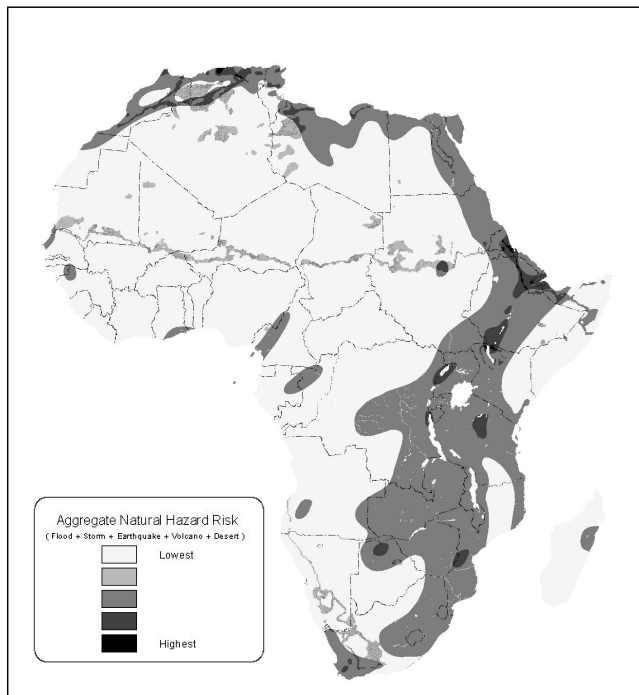 Aggregate Natural Hazard Risk
( Flood + Storm + Earthquake + Volcano + Desert )
Lowest
Highest